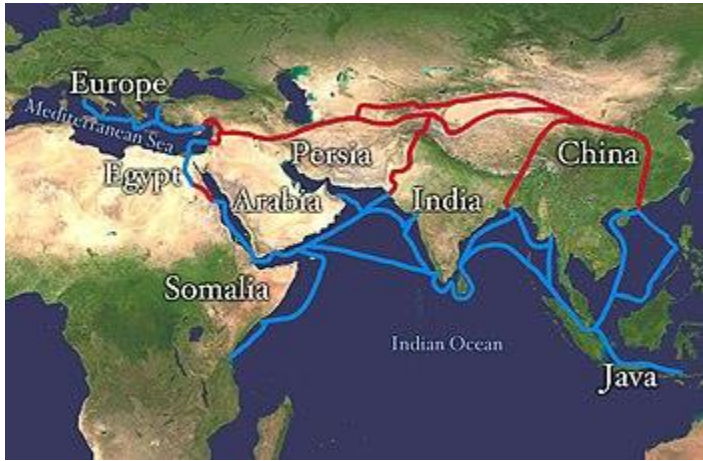 Europe
Mediterranean Sea
Egypt
Persia
China
Arabia
India
Somalia
Indian Ocean
Java